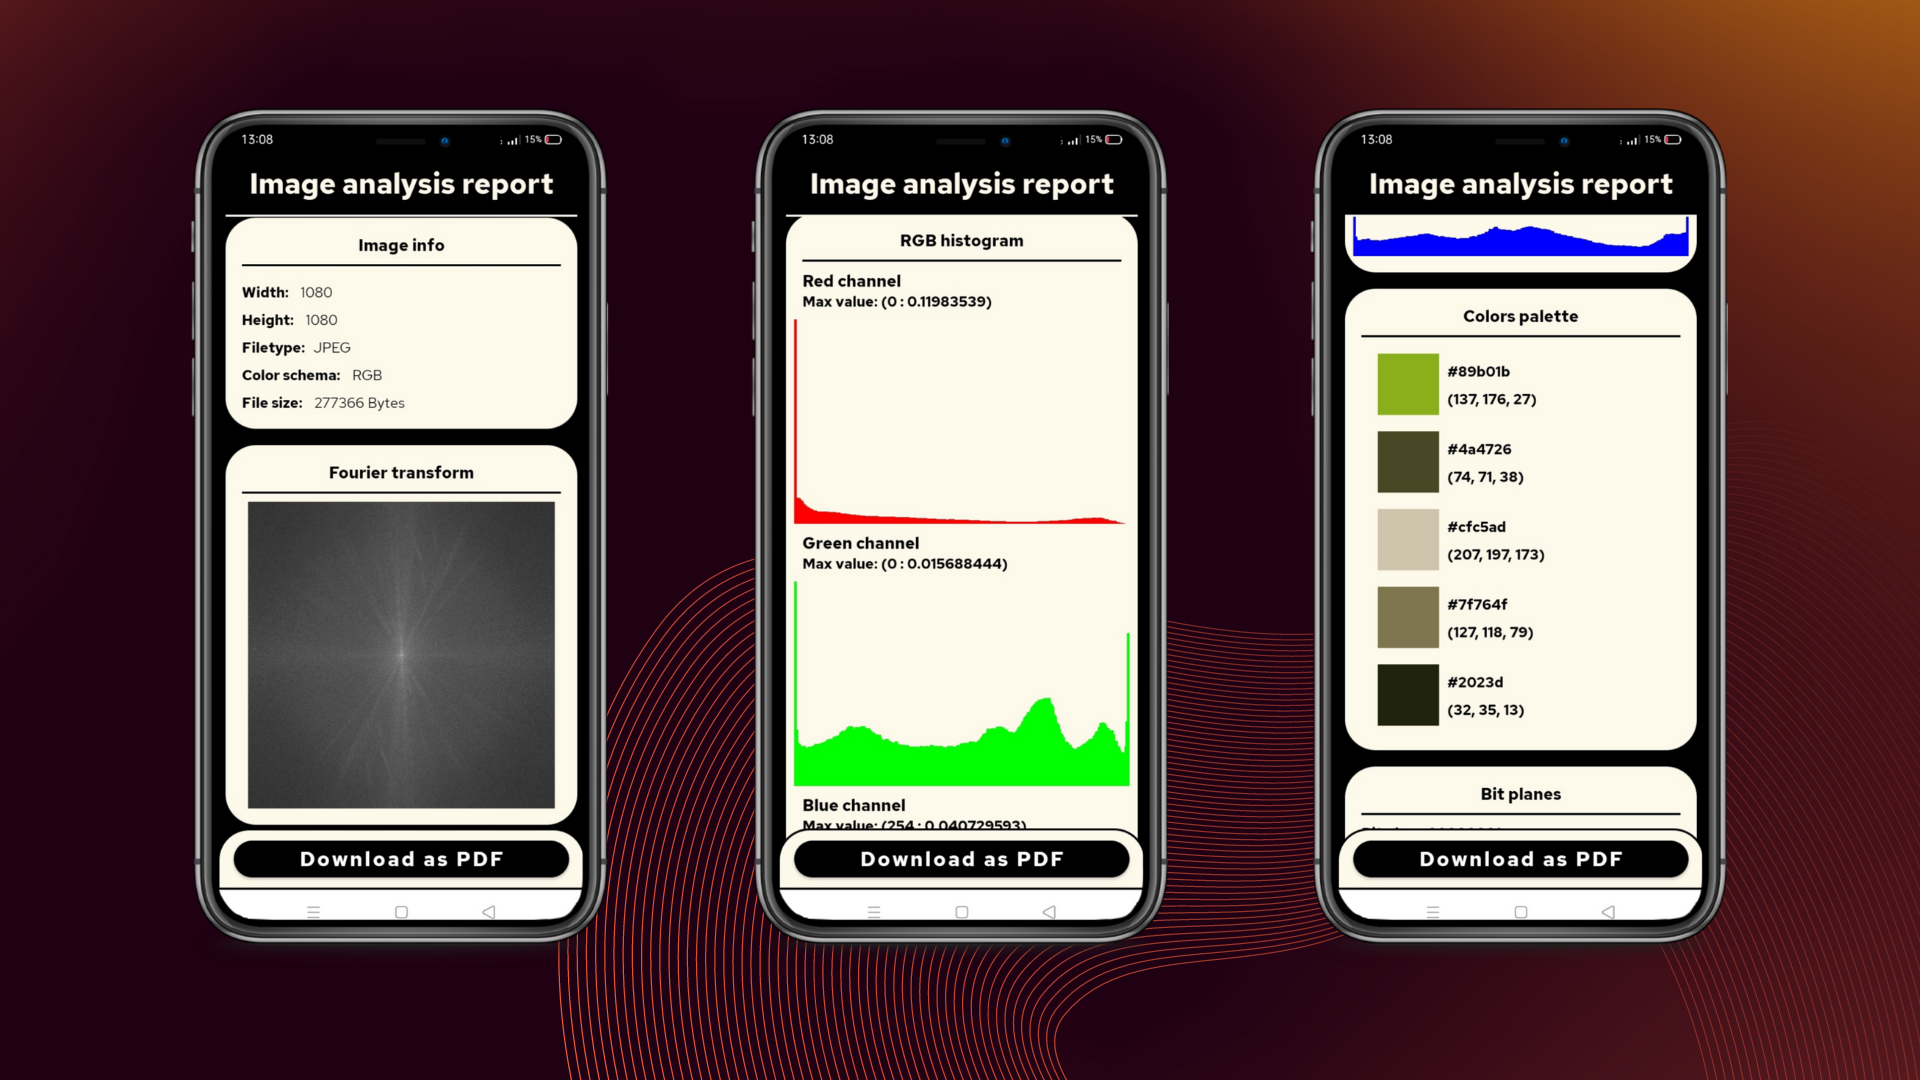 13:08
15%
Image analysis report
Image info
Width: 1080
Height: 1080
Filetype: JPEG
Color schema: RGB
File size: 277366 Bytes
Fourier transform
Download as PDF
13:08
15%
Image analysis report
RGB histogram
Red channel
Max value: (0 : 0.11983539)
Green channel
Max value: (0 : 0.015688444)
Blue channel
Max value: (254 : 0.040729593)
Download as PDF
13:08
15%
Image analysis report
Colors palette
#89b01b
(137, 176, 27)
#4a4726
(74, 71, 38)
#cfc5ad
(207, 197, 173)
#7f764f
(127, 118, 79)
#2023d
(32, 35, 13)
Bit planes
Download as PDF